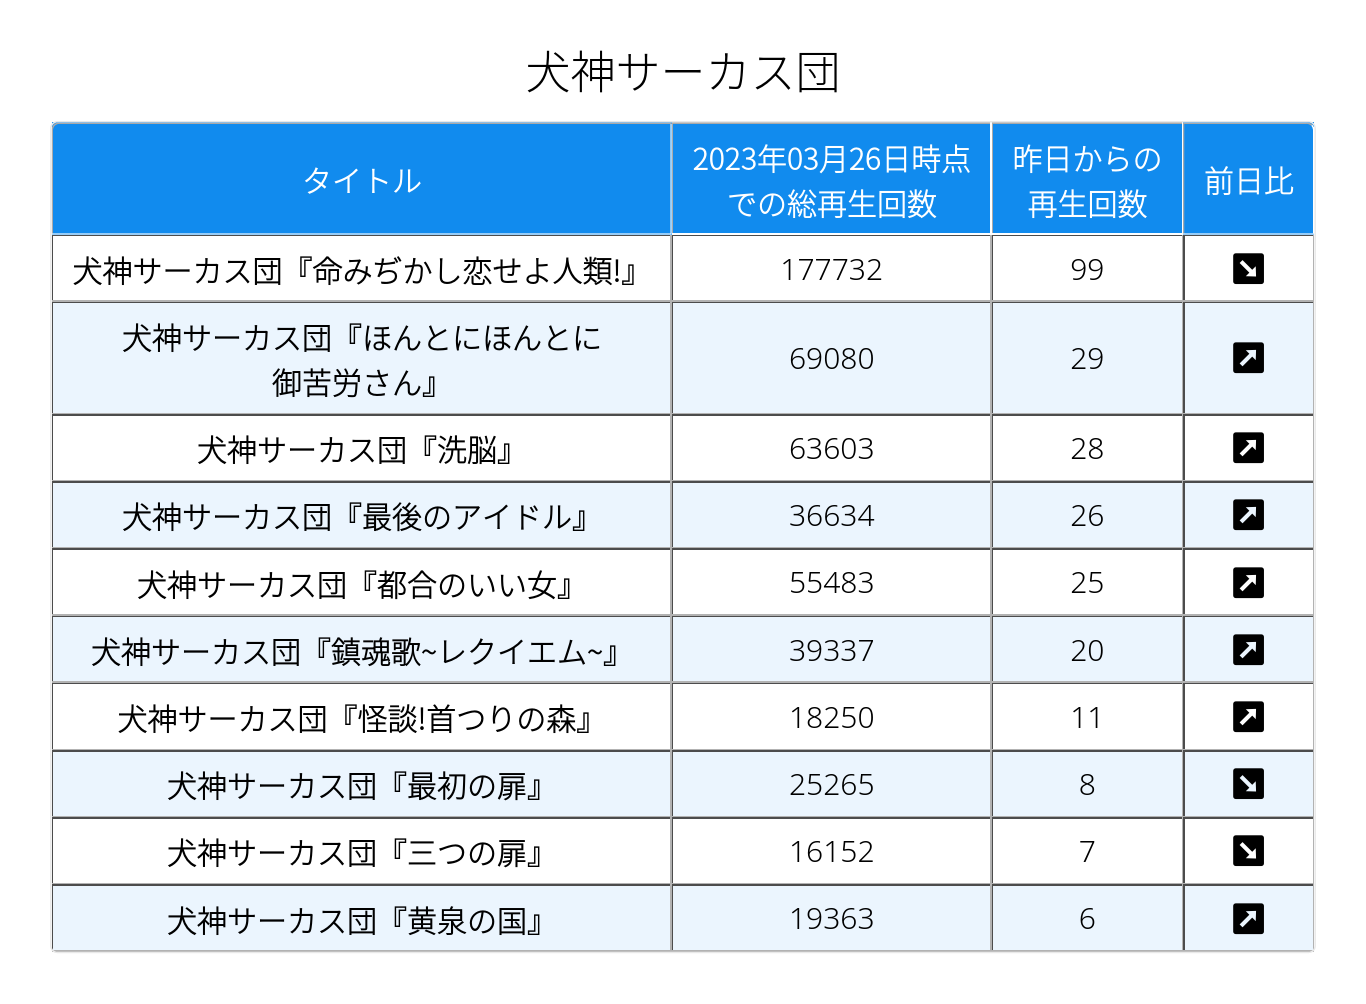 犬神サーカス団
タイトル
2023年03月26日時点
での総再生回数
昨日からの
再生回数
前日比
犬神サーカス団『命みぢかし恋せよ人類!』
177732
99
犬神サーカス団『ほんとにほんとに
御苦労さん』
69080
29
犬神サーカス団『洗脳』
63603
28
犬神サーカス団『最後のアイドル』
36634
26
犬神サーカス団『都合のいい女』
55483
25
犬神サーカス団『鎮魂歌~レクイエム~』
39337
20
犬神サーカス団『怪談!首つりの森』
18250
11
犬神サーカス団『最初の扉』
25265
8
犬神サーカス団『三つの扉』
16152
7
犬神サーカス団『黄泉の国』
19363
6